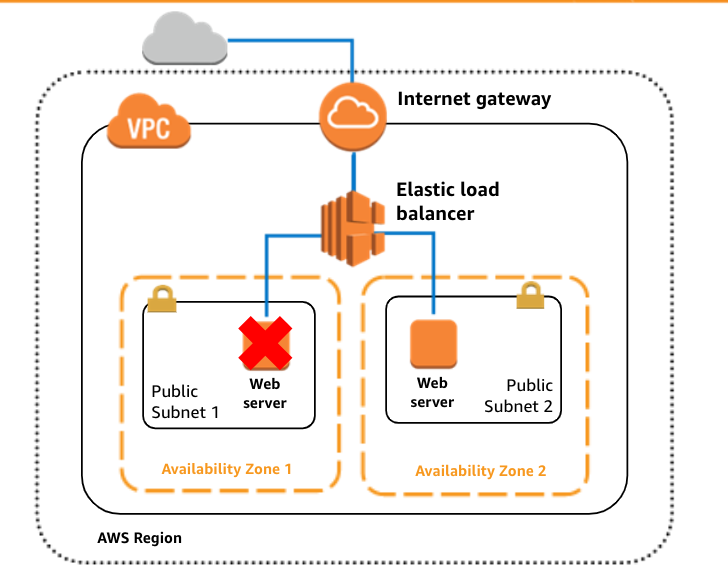 Internet gateway
VPC
Elastic load
balancer
Web
server
Public
Subnet 1
Web
server
Public
Subnet 2
Availability Zone 1
Availability Zone 2
AWS Region